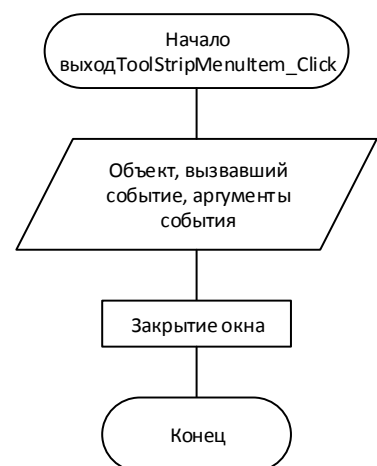 Начало
выходToolStripMenuItem_Click
Объект, вызвавший
событие, аргументы
события
Закрытие окна
Конец